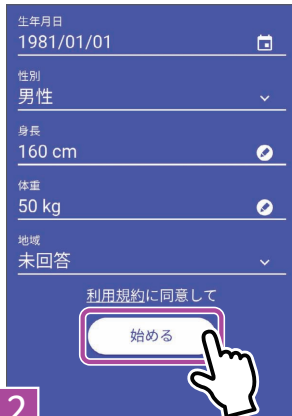 生年月日
1981/01/01
性別
男性
身長
160 cm
体重
50 kg
地域
未回答
利用規約に同意して
始める
2